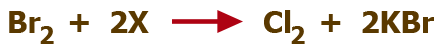 Br₂ + 2X ⟶ Cl₂ + 2KBr